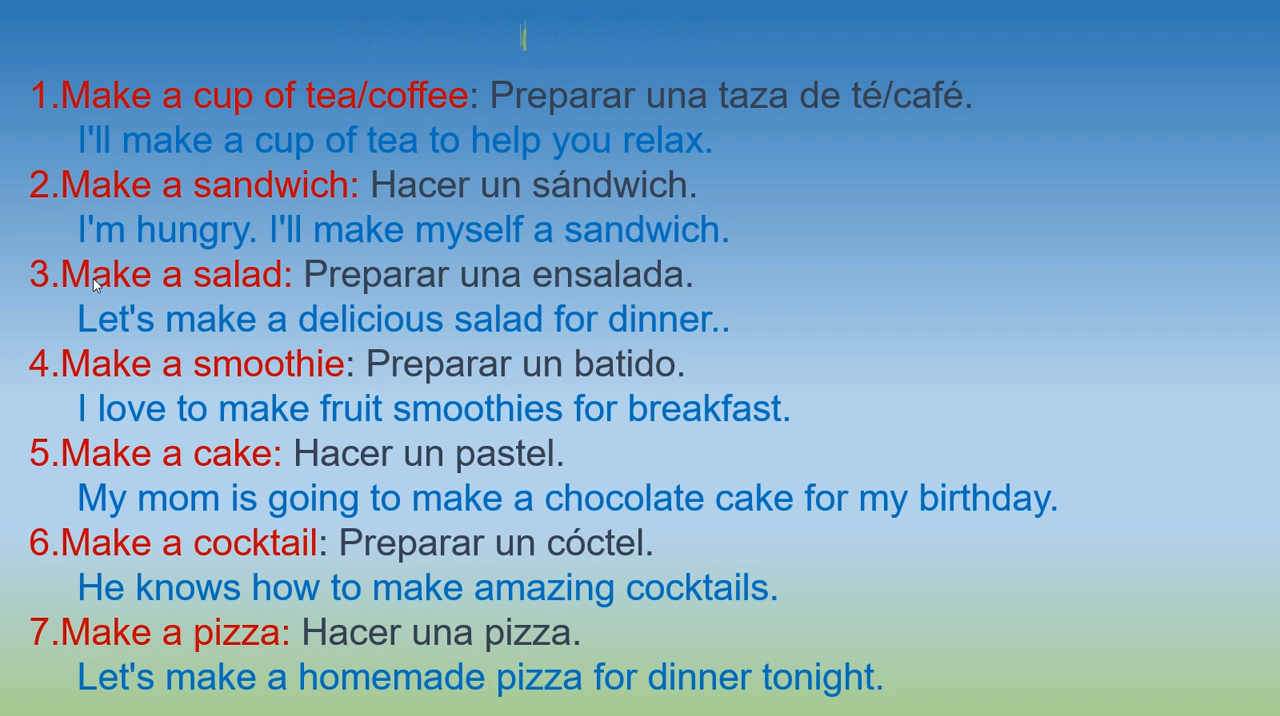 1.Make a cup of tea/coffee: Preparar una taza de té/café.
I'll make a cup of tea to help you relax.
2.Make a sandwich: Hacer un sándwich.
I'm hungry. I'll make myself a sandwich.
3.Make a salad: Preparar una ensalada.
Let's make a delicious salad for dinner..
4.Make a smoothie: Preparar un batido.
I love to make fruit smoothies for breakfast.
5.Make a cake: Hacer un pastel.
My mom is going to make a chocolate cake for my birthday.
6.Make a cocktail: Preparar un cóctel.
He knows how to make amazing cocktails.
7.Make a pizza: Hacer una pizza.
Let's make a homemade pizza for dinner tonight.